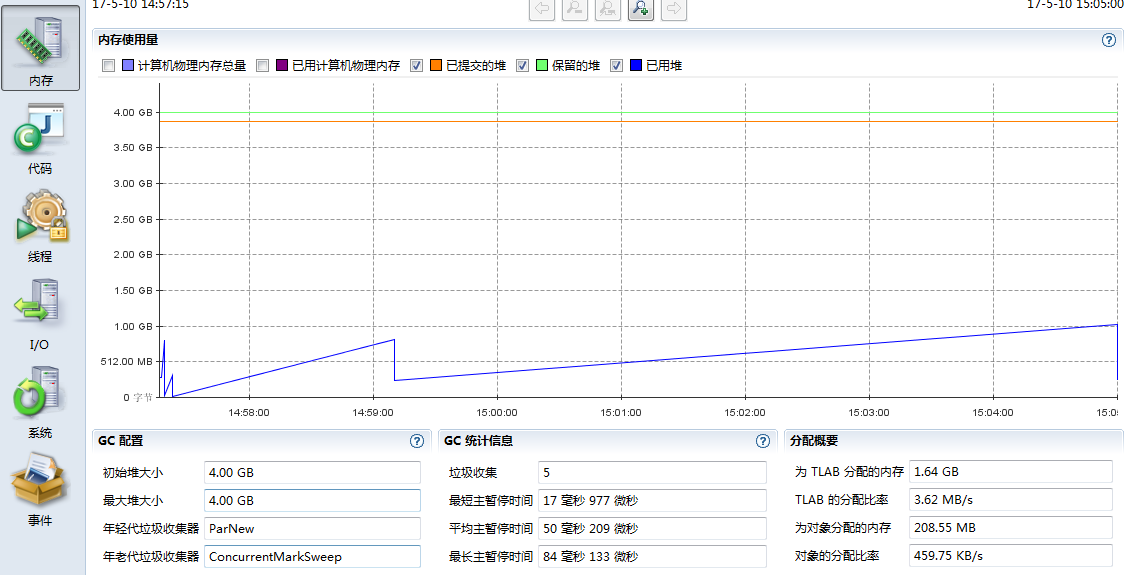 17-5-10 14:57:15
17-5-10 15:05:00
内存
代码
线程
I/O
系统
事件
内存使用量
计算机物理内存总量 已用计算机物理内存 已提交的堆 保留的堆 已用堆
4.00 GB
3.50 GB
3.00 GB
2.50 GB
2.00 GB
1.50 GB
1.00 GB
512.00 MB
0 字节
14:58:00 14:59:00 15:00:00 15:01:00 15:02:00 15:03:00 15:04:00 15:0
GC 配置
初始堆大小 4.00 GB
最大堆大小 4.00 GB
年轻代垃圾收集器 ParNew
年老代垃圾收集器 ConcurrentMarkSweep
GC 统计信息
垃圾收集 5
最短主暂停时间 17 毫秒 977 微秒
平均主暂停时间 50 毫秒 209 微秒
最长主暂停时间 84 毫秒 133 微秒
分配概要
为 TLAB 分配的内存 1.64 GB
TLAB 的分配比率 3.62 MB/s
为对象分配的内存 208.55 MB
对象的分配比率 459.75 KB/s